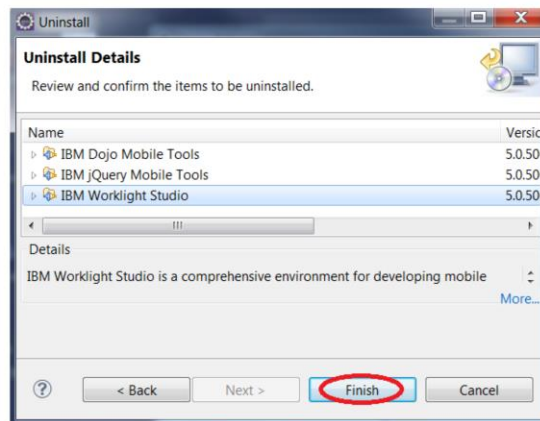 Uninstall
Uninstall Details
Review and confirm the items to be uninstalled.
Name Versic
IBM Dojo Mobile Tools 5.0.50
IBM jQuery Mobile Tools 5.0.50
IBM Worklight Studio 5.0.50
Details
IBM Worklight Studio is a comprehensive environment for developing mobile
More...
? < Back Next > Finish Cancel